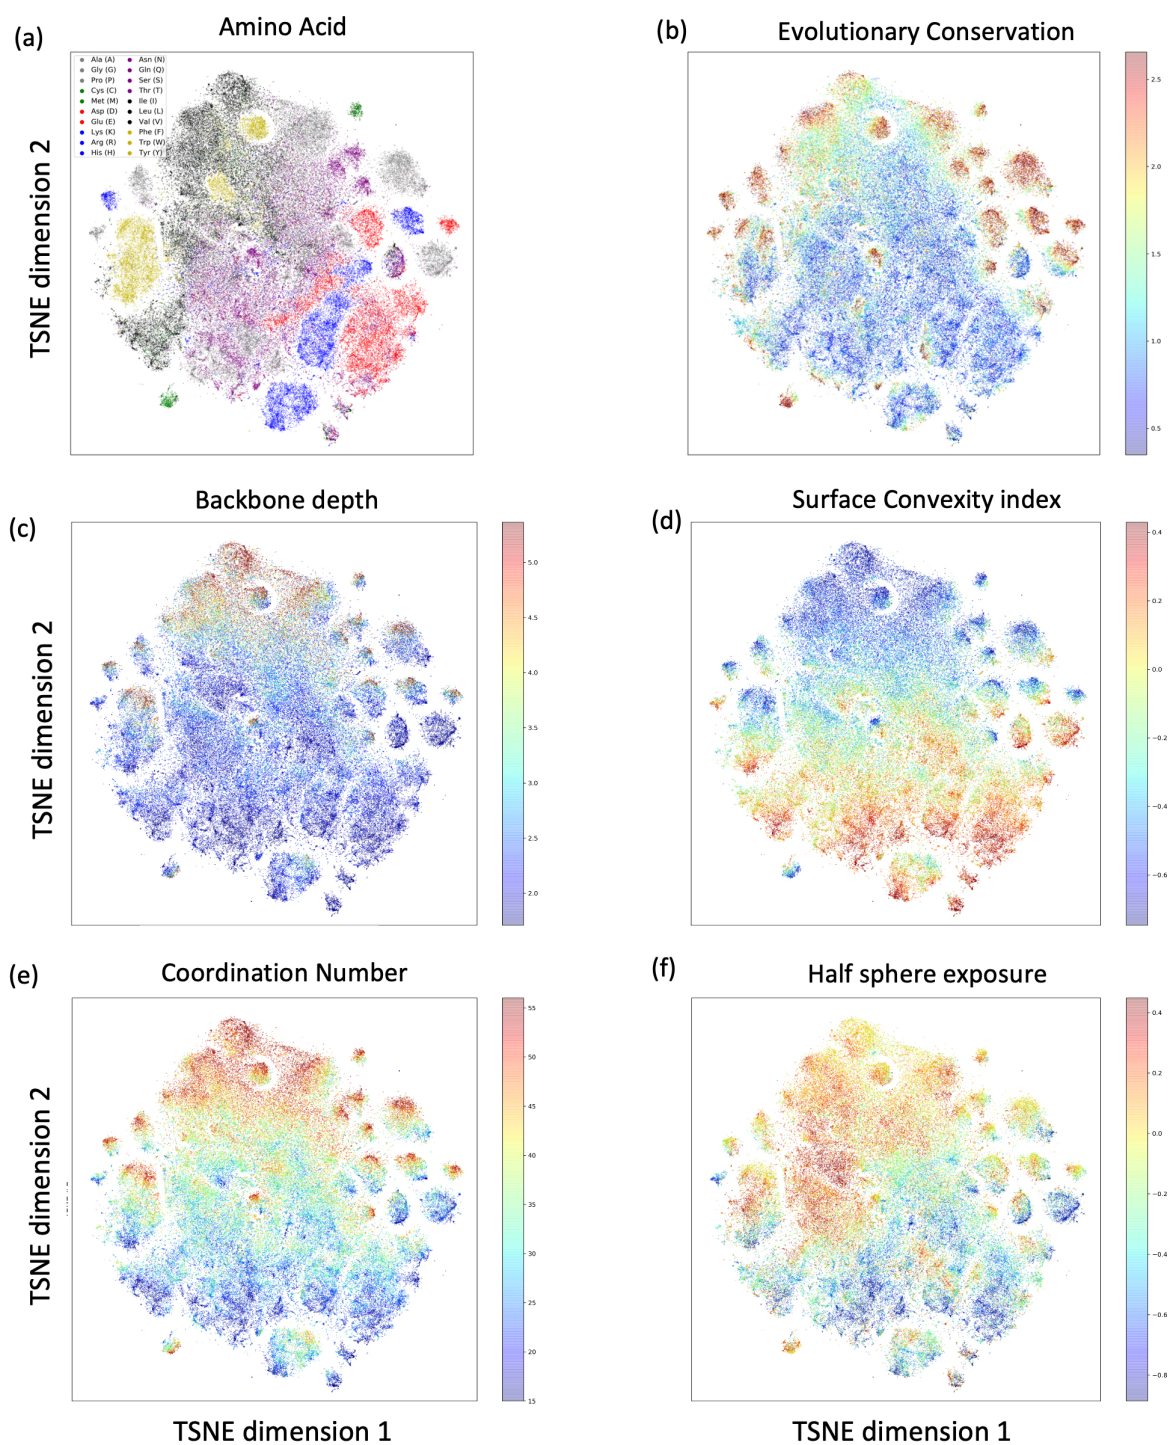 (a)
Amino Acid
Ala (A) Asn (N)
Gly (G) Gln (Q)
Pro (P) Ser (S)
Cys (C) Thr (T)
Met (M) Ile (I)
Asp (D) Leu (L)
Glu (E) Val (V)
Lys (K) Phe (F)
Arg (R) Trp (W)
His (H) Tyr (Y)
TSNE dimension 2
(b)
Evolutionary Conservation
2.5
2.0
1.5
1.0
0.5
(c)
Backbone depth
TSNE dimension 2
5.0
4.5
4.0
3.5
3.0
2.5
2.0
(d)
Surface Convexity index
0.4
0.2
0.0
−0.2
−0.4
−0.6
(e)
Coordination Number
TSNE dimension 2
55
50
45
40
35
30
25
20
15
TSNE dimension 1
(f)
Half sphere exposure
0.4
0.2
0.0
−0.2
−0.4
−0.6
−0.8
TSNE dimension 1